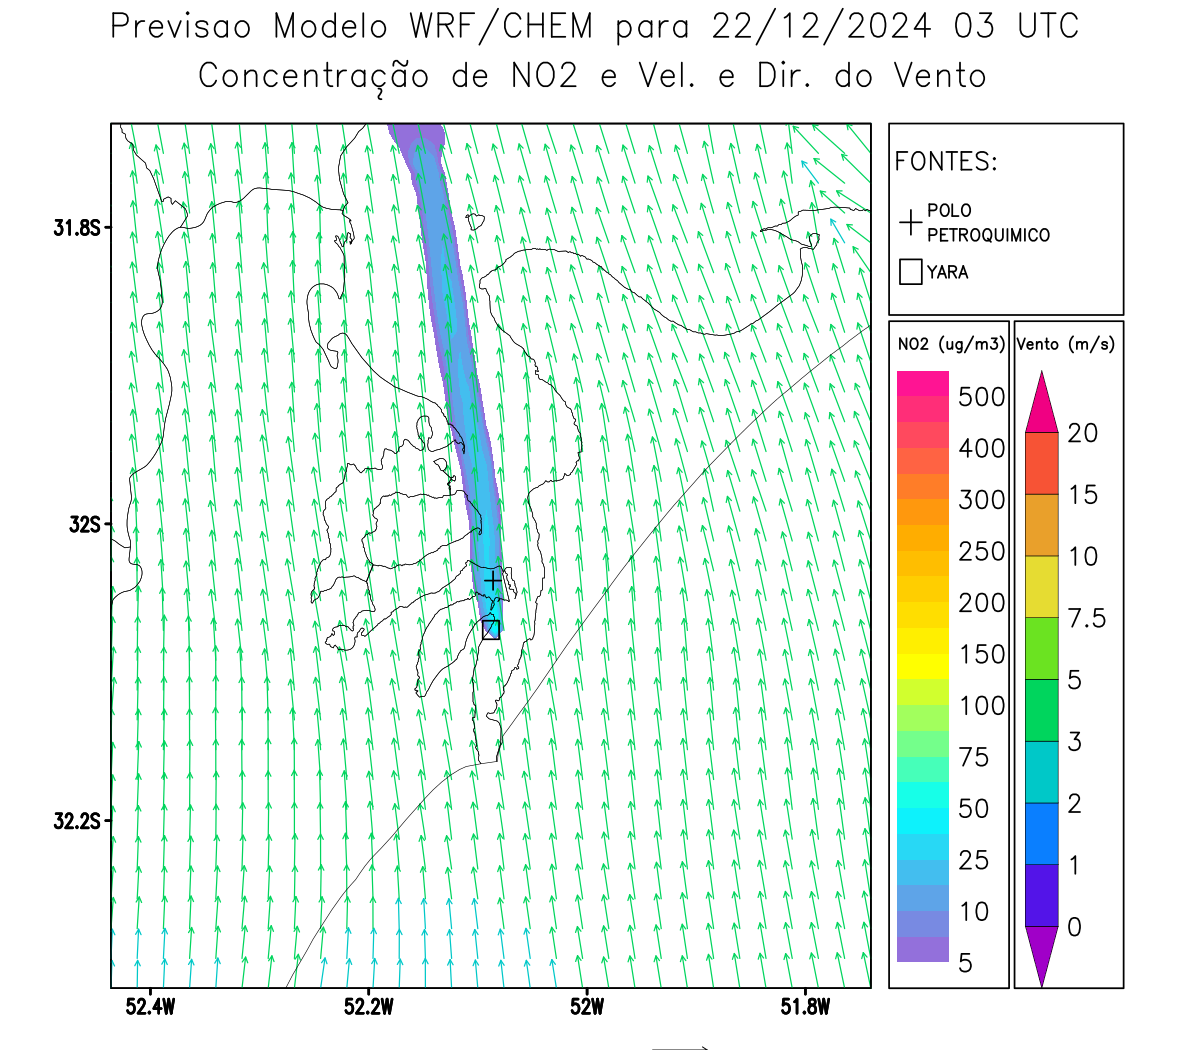 Previsao Modelo WRF/CHEM para 22/12/2024 03 UTC
Concentração de NO2 e Vel. e Dir. do Vento
FONTES:
POLO
PETROQUIMICO
YARA
31.8S
32S
32.2S
52.4W
52.2W
52W
51.8W
NO2 (ug/m3)
500
400
300
250
200
150
100
75
50
25
10
5
Vento (m/s)
20
15
10
7.5
5
3
2
1
0